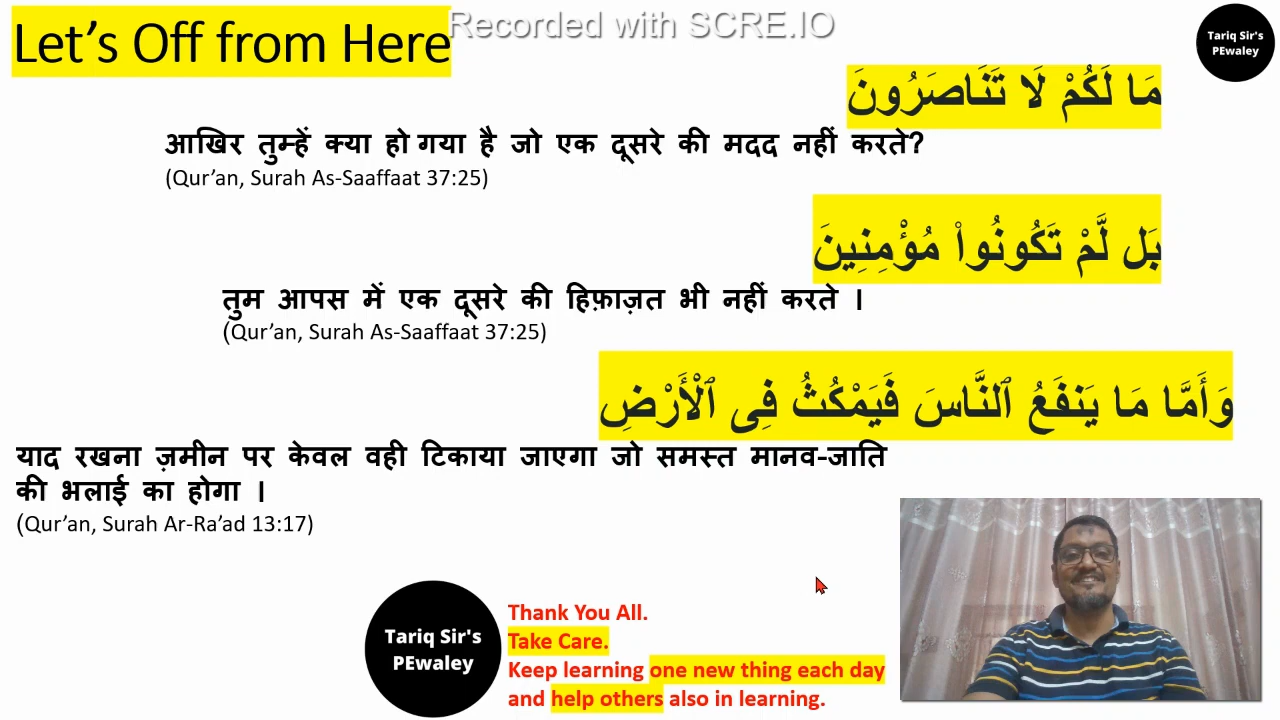 Let's Off from Here
Recorded with SCRE.IO
Tariq Sir's
PEwaley
مَا لَكُمْ لَا تَنَاصَرُونَ
आखिर तुम्हें क्या हो गया है जो एक दूसरे की मदद नहीं करते?
(Qur'an, Surah As-Saaffaat 37:25)
بَل لَّمْ تَكُونُوا۟ مُؤْمِنِينَ
तुम आपस में एक दूसरे की हिफ़ाज़त भी नहीं करते ।
(Qur'an, Surah As-Saaffaat 37:25)
وَأَمَّا مَا يَنفَعُ ٱلنَّاسَ فَيَمْكُثُ فِى ٱلْأَرْضِ
याद रखना ज़मीन पर केवल वही टिकाया जाएगा जो समस्त मानव-जाति
की भलाई का होगा ।
(Qur'an, Surah Ar-Ra'ad 13:17)
Tariq Sir's
PEwaley
Thank You All.
Take Care.
Keep learning one new thing each day
and help others also in learning.